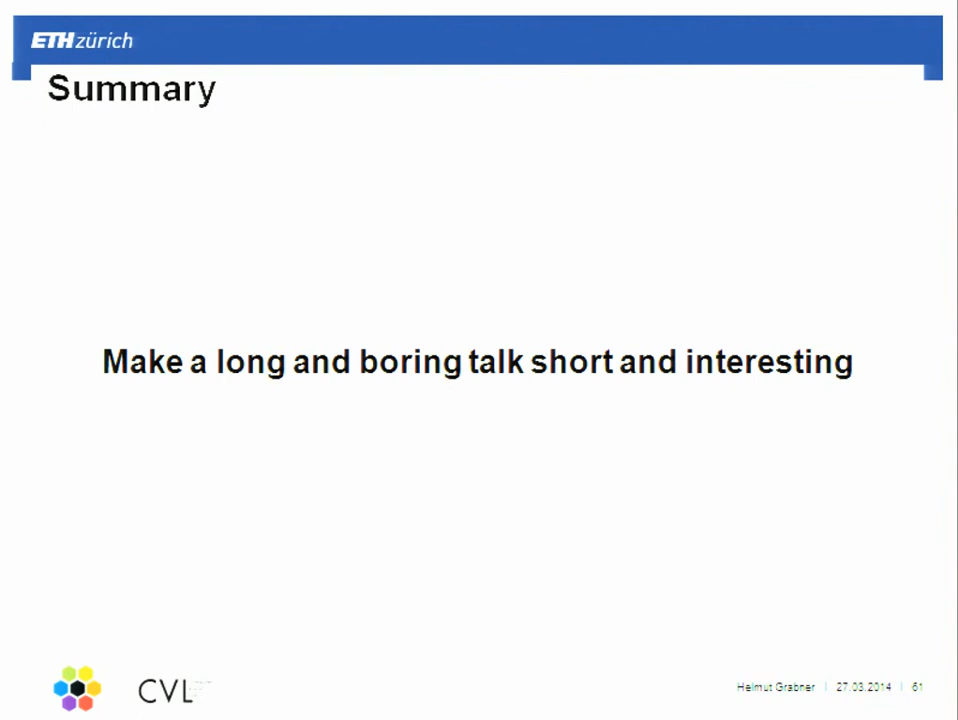 ETH zürich
Summary
Make a long and boring talk short and interesting
CVL
Helmut Grabner | 27.03.2014 | 61